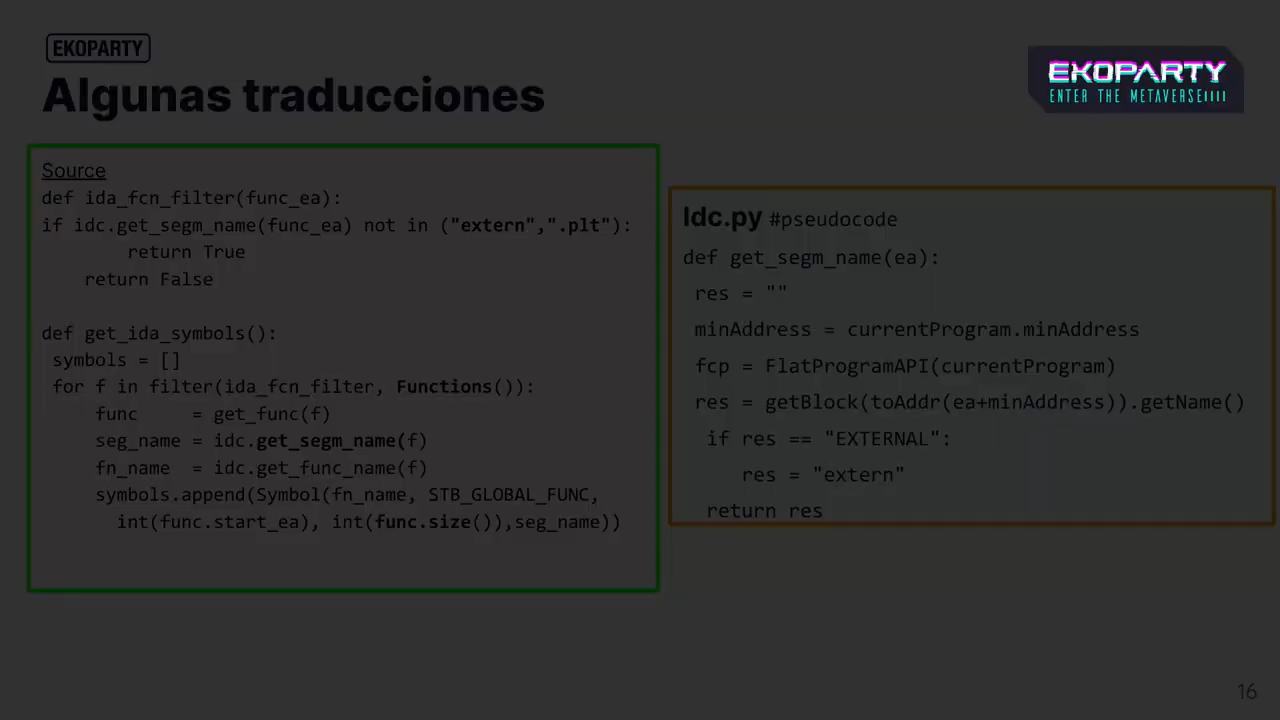 EKOPARTY
Algunas traducciones
EKOPARTY
ENTER THE METAVERSE
Source
def ida_fcn_filter(func_ea):
if idc.get_segm_name(func_ea) not in ("extern",".plt"):
return True
return False
def get_ida_symbols():
symbols = []
for f in filter(ida_fcn_filter, Functions()):
func = get_func(f)
seg_name = idc.get_segm_name(f)
fn_name = idc.get_func_name(f)
symbols.append(Symbol(fn_name, STB_GLOBAL_FUNC,
int(func.start_ea), int(func.size()),seg_name))
Idc.py #pseudocode
def get_segm_name(ea):
res = ""
minAddress = currentProgram.minAddress
fcp = FlatProgramAPI(currentProgram)
res = getBlock(toAddr(ea+minAddress)).getName()
if res == "EXTERNAL":
res = "extern"
return res
16